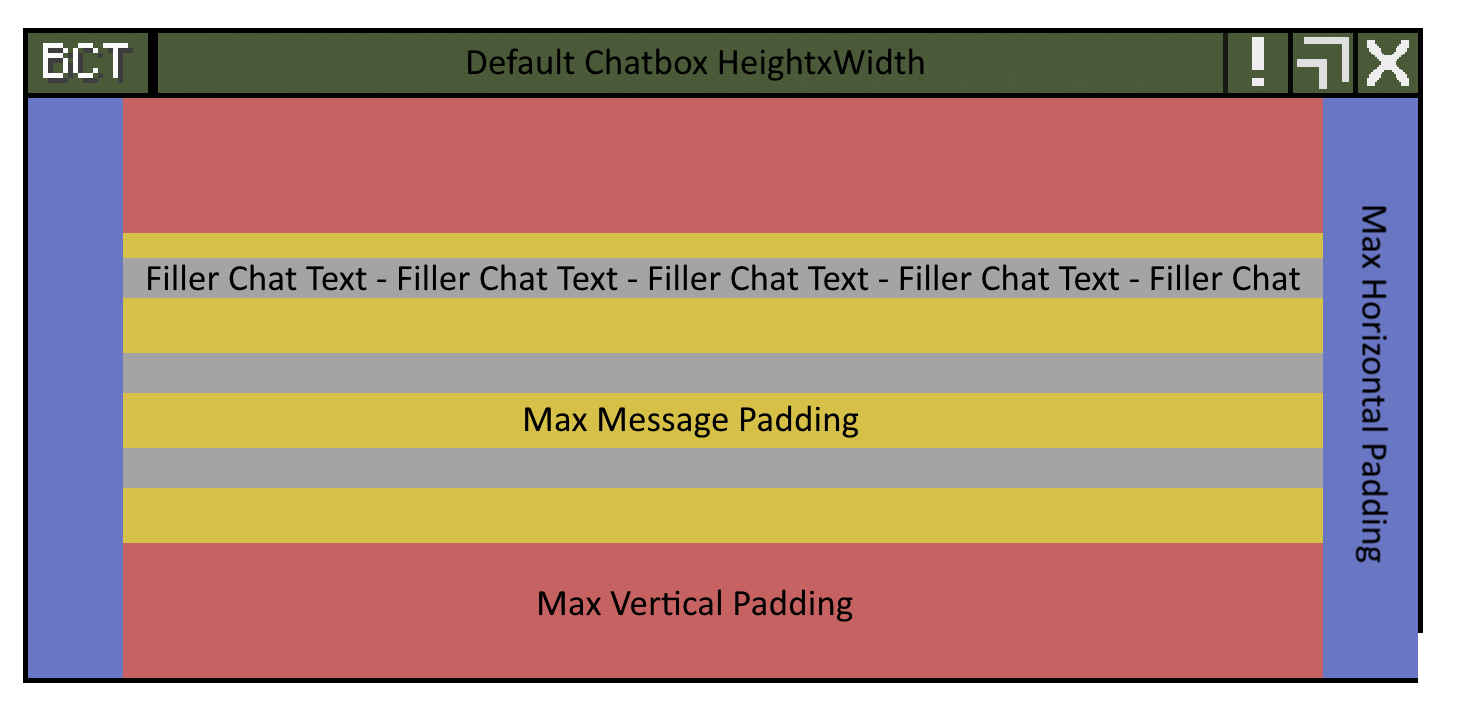 BCT
Default Chatbox HeightxWidth
!
X
Filler Chat Text - Filler Chat Text - Filler Chat Text - Filler Chat Text - Filler Chat
Max Message Padding
Max Horizontal Padding
Max Vertical Padding